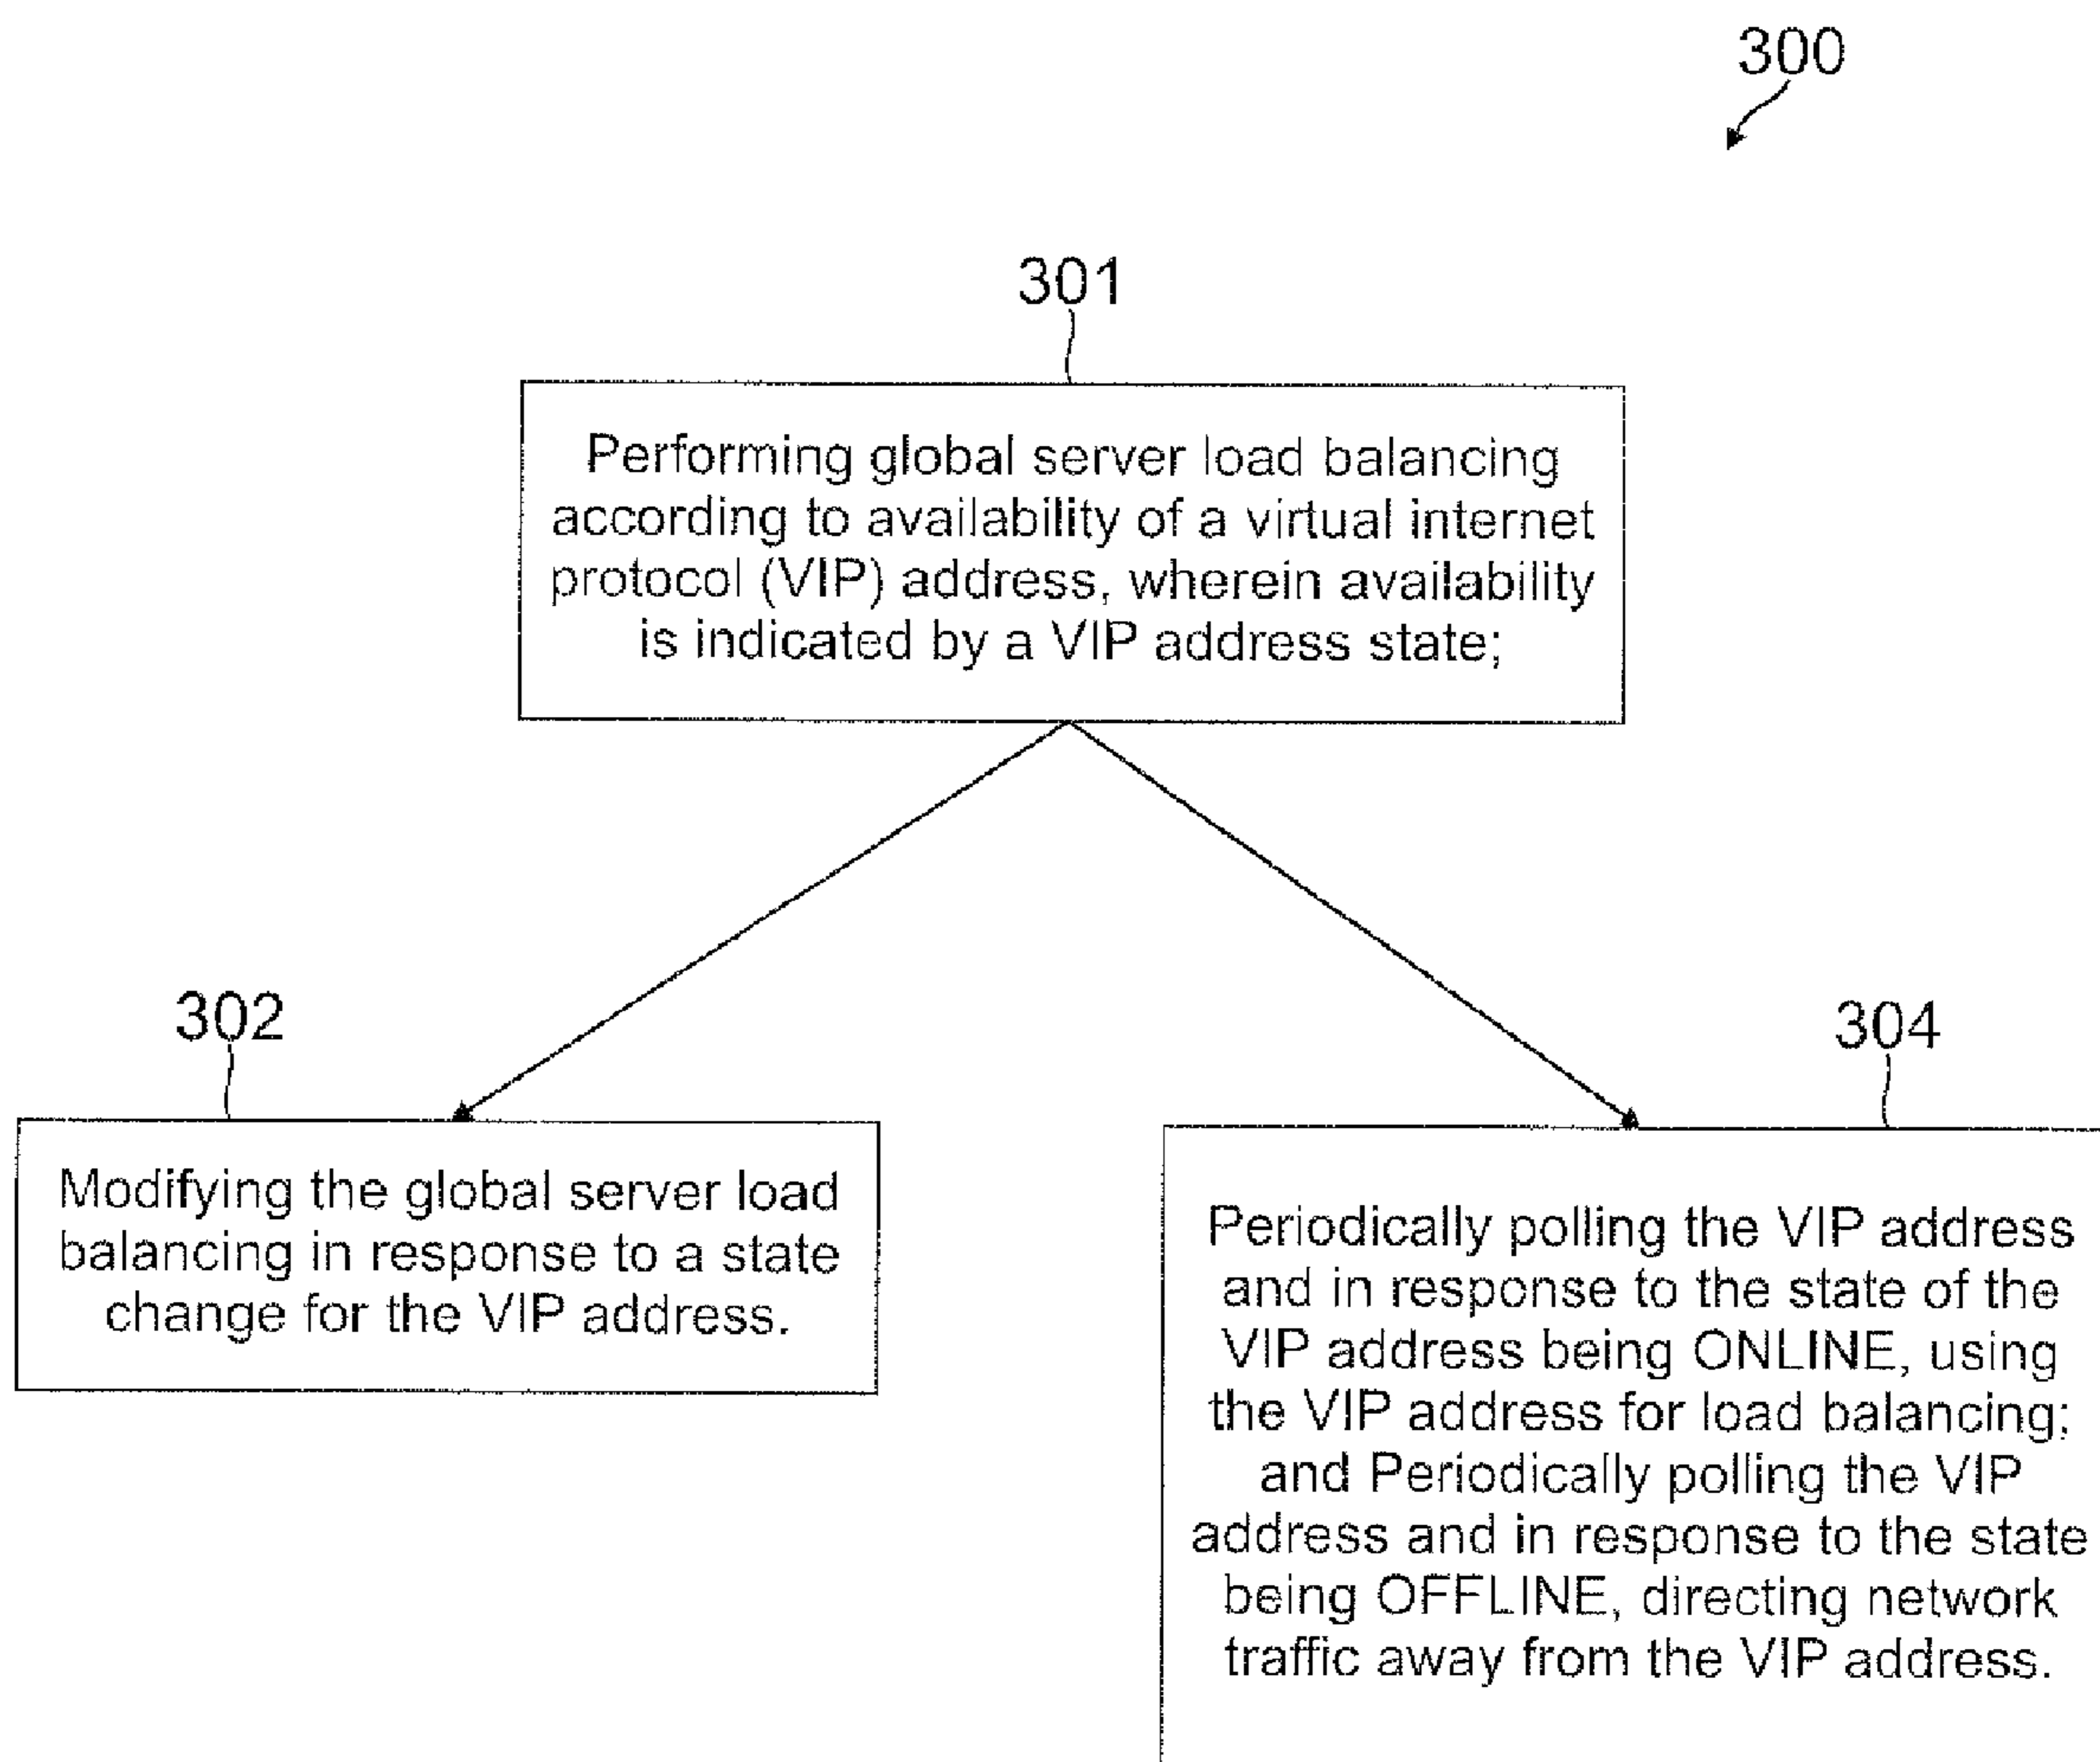 300
301
Performing global server load balancing
according to availability of a virtual internet
protocol (VIP) address, wherein availability
is indicated by a VIP address state;
302
Modifying the global server load
balancing in response to a state
change for the VIP address.
304
Periodically polling the VIP address
and in response to the state of the
VIP address being ONLINE, using
the VIP address for load balancing;
and Periodically polling the VIP
address and in response to the state
being OFFLINE, directing network
traffic away from the VIP address.